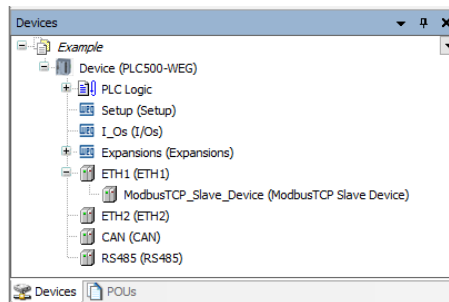 Devices
Example
Device (PLC500-WEG)
PLC Logic
Setup (Setup)
I_Os (I/Os)
Expansions (Expansions)
ETH1 (ETH1)
ModbusTCP_Slave_Device (ModbusTCP Slave Device)
ETH2 (ETH2)
CAN (CAN)
RS485 (RS485)
Devices POUs